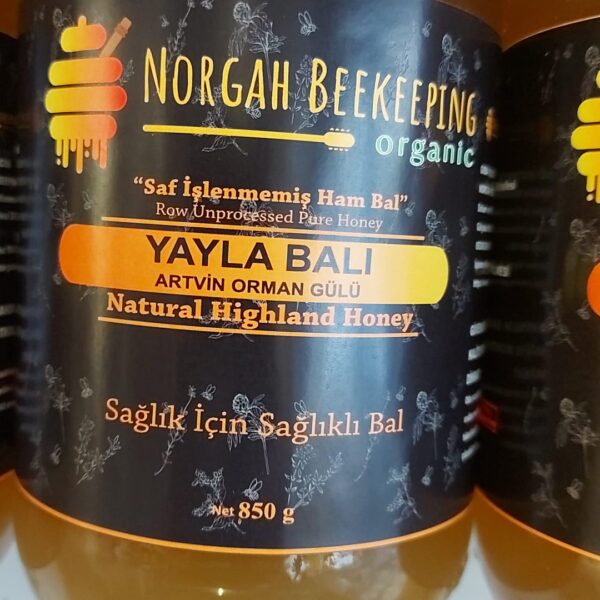 NORGAH BEEKEEPING
organic
“Saf İşlenmemiş Ham Bal”
Row Unprocessed Pure Honey
YAYLA BALI
ARTVİN ORMAN GÜLÜ
Natural Highland Honey
Sağlık İçin Sağlıklı Bal
Net 850 g